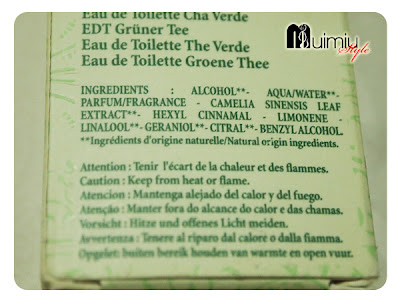 Muimiu
Style
Eau de Toilette Cha Verde
EDT Grüner Tee
Eau de Toilette The Verde
Eau de Toilette Groene Thee
INGREDIENTS : ALCOHOL**- AQUA/WATER**-
PARFUM/FRAGRANCE - CAMELIA SINENSIS LEAF
EXTRACT**- HEXYL CINNAMAL - LIMONENE -
LINALOOL**- GERANIOL**- CITRAL**- BENZYL ALCOHOL.
**Ingrédients d'origine naturelle/Natural origin ingredients.
Attention : Tenir l'écart de la chaleur et des flammes.
Caution : Keep from heat or flame.
Atencion : Mantenga alejado del calor y del fuego.
Atenção : Manter fora do alcance do calor e das chamas.
Vorsicht : Hitze und offenes Licht meiden.
Avvertenza : Tenere al riparo dal calore o dalla fiamma.
Opgelet: buiten bereik houden van warmte en open vuur.